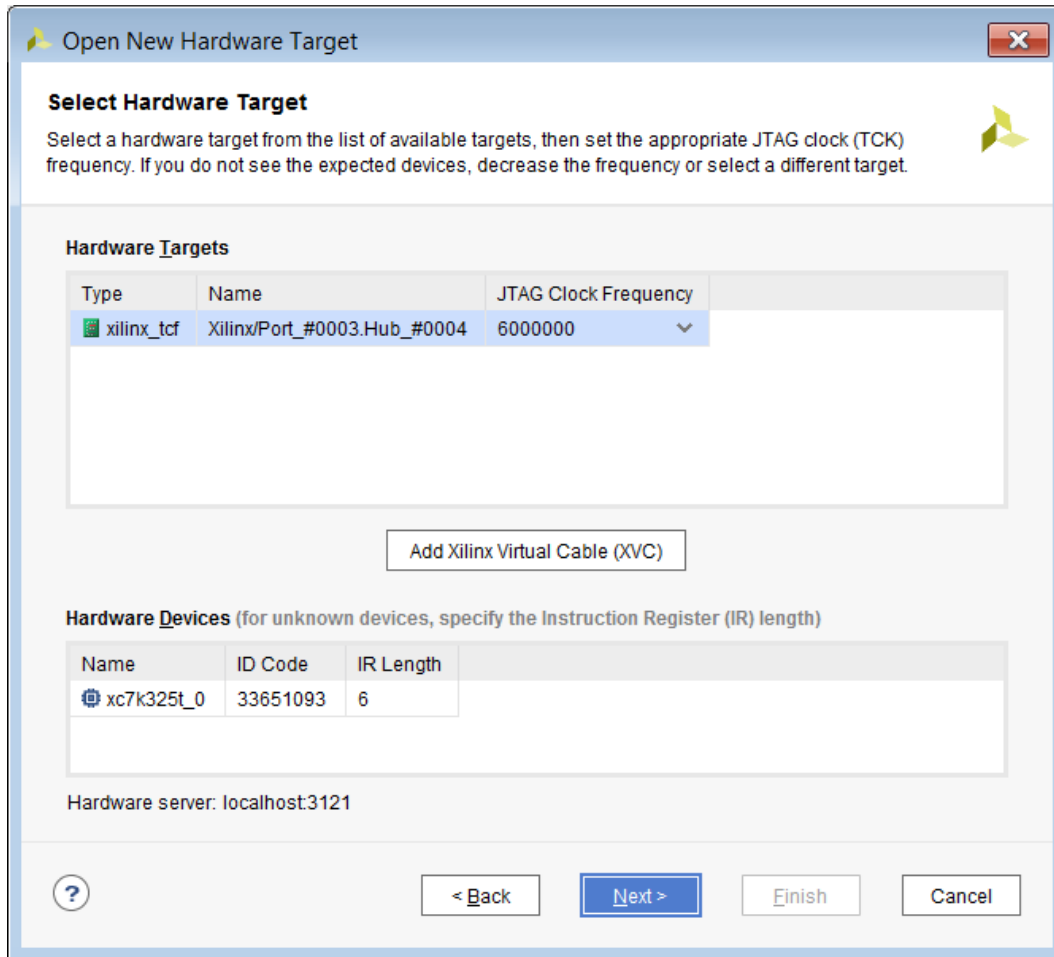 Open New Hardware Target
Select Hardware Target
Select a hardware target from the list of available targets, then set the appropriate JTAG clock (TCK)
frequency. If you do not see the expected devices, decrease the frequency or select a different target.
Hardware Targets
Type Name JTAG Clock Frequency
xilinx_tcf Xilinx/Port_#0003.Hub_#0004 6000000
Add Xilinx Virtual Cable (XVC)
Hardware Devices (for unknown devices, specify the Instruction Register (IR) length)
Name ID Code IR Length
xc7k325t_0 33651093 6
Hardware server: localhost:3121
? < Back Next > Finish Cancel